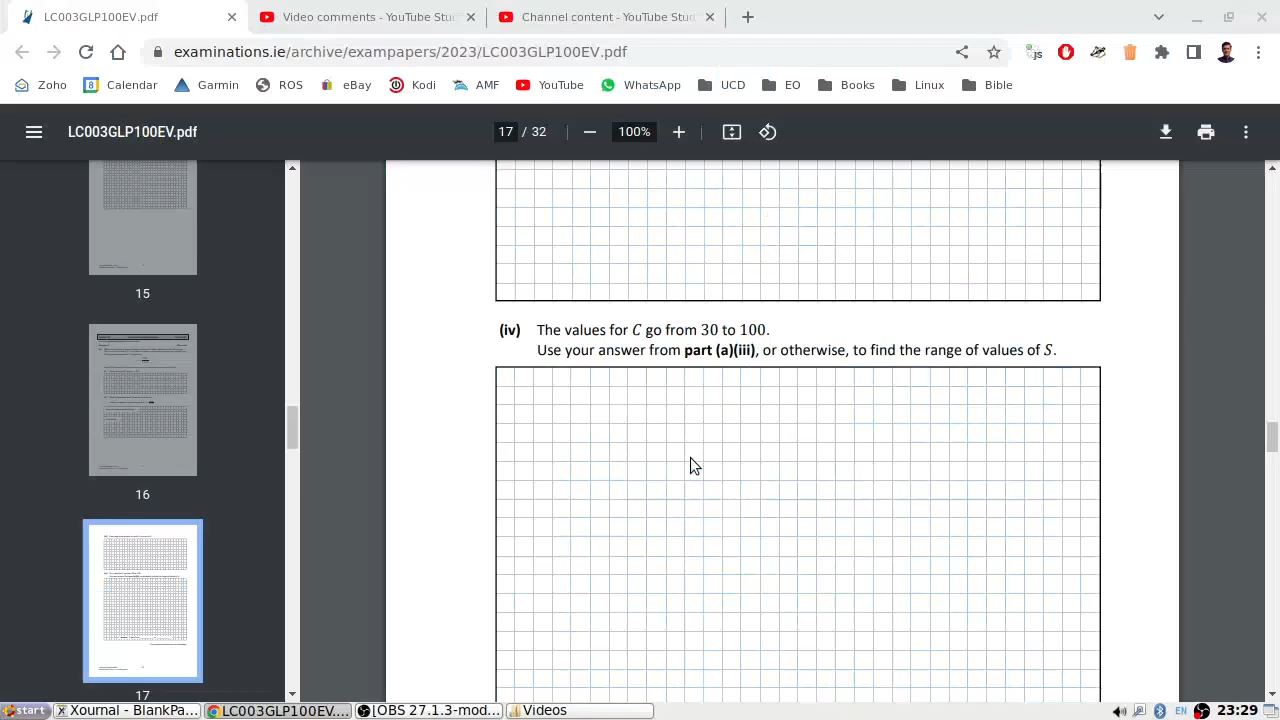 LC003GLP100EV.pdf
Video comments - YouTube Stu
Channel content - YouTube Stu
examinations.ie/archive/exampapers/2023/LC003GLP100EV.pdf
JS
Zoho
8 Calendar
Garmin
ROS
eBay
Kodi
AMF
YouTube
WhatsApp
UCD
EO
Books
Linux
Bible
LC003GLP100EV.pdf
17 / 32
100%
15
16
17
(iv) The values for C go from 30 to 100.
Use your answer from part (a)(iii), or otherwise, to find the range of values of S.
start
Xournal - BlankPa...
LC003GLP100EV....
[OBS 27.1.3-mod...
Videos
EN
23:29